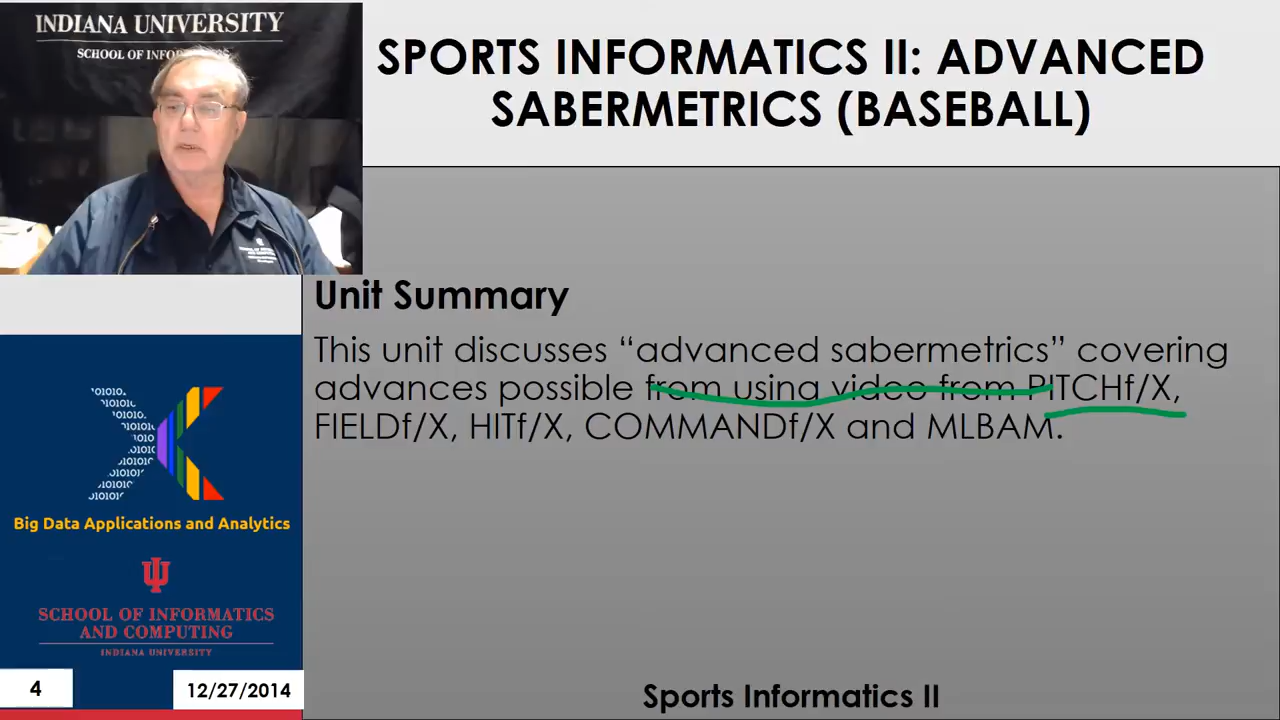 INDIANA UNIVERSITY
SCHOOL OF INFORMATICS
SPORTS INFORMATICS II: ADVANCED
SABERMETRICS (BASEBALL)
Unit Summary
This unit discusses “advanced sabermetrics” covering
advances possible from using video from PITCHf/X,
FIELDf/X, HITf/X, COMMANDf/X and MLBAM.
Big Data Applications and Analytics
SCHOOL OF INFORMATICS
AND COMPUTING
INDIANA UNIVERSITY
4
12/27/2014
Sports Informatics II